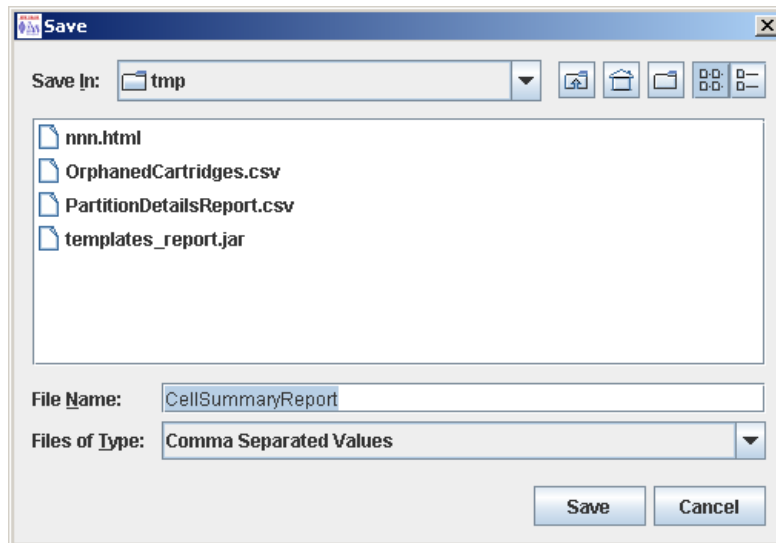 Save
Save In: tmp
nnn.html
OrphanedCartridges.csv
PartitionDetailsReport.csv
templates_report.jar
File Name: CellSummaryReport
Files of Type: Comma Separated Values
Save Cancel